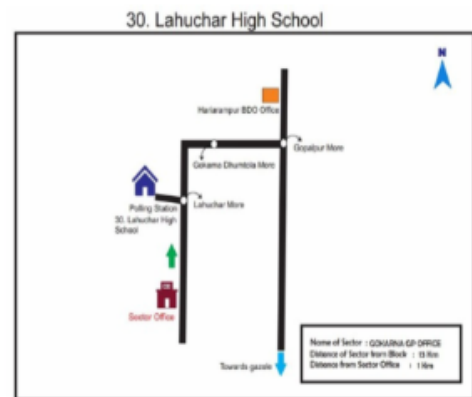 30. Lahuchar High School
N
Harirampur BDO Office
Gopalpur More
Gokarna Dhumtola More
Polling Station
30. Lahuchar High
School
Lahuchar More
Sector Office
Towards gazole
Name of Sector : GOKARNA GP OFFICE
Distance of Sector from Block : 13 Km
Distance from Sector Office : 1 Km